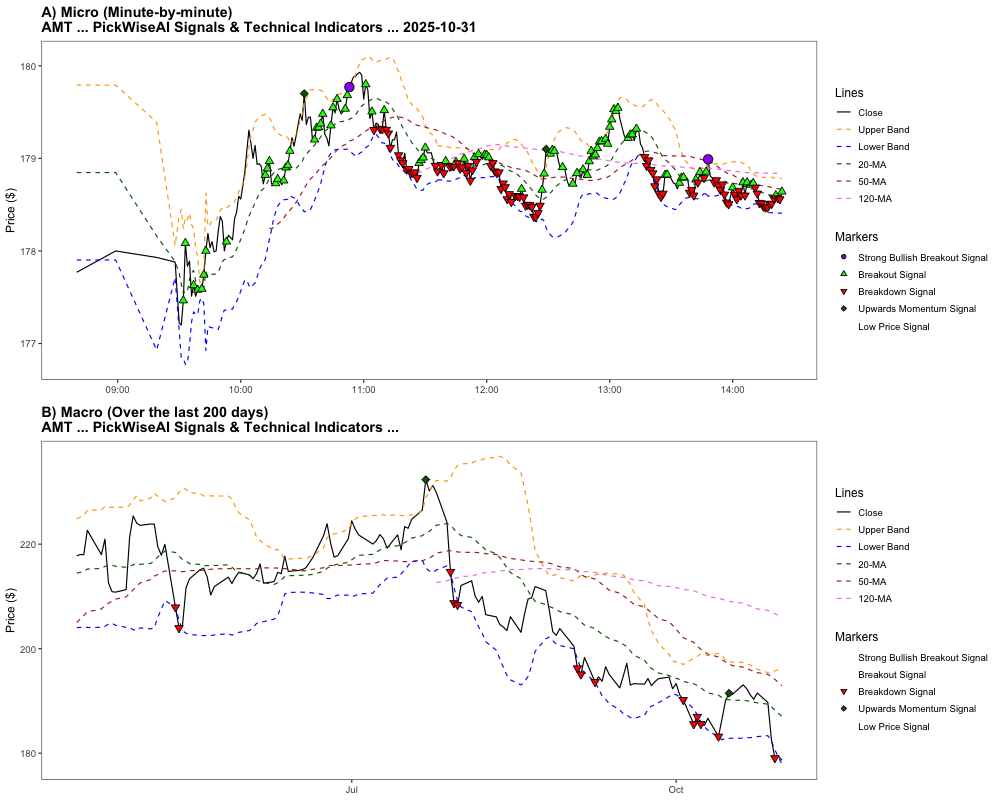 A) Micro (Minute-by-minute)
AMT ... PickWiseAI Signals & Technical Indicators ... 2025-10-31
Price ($)
180
179
178
177
09:00
10:00
11:00
12:00
13:00
14:00
Lines
Close
Upper Band
Lower Band
20-MA
50-MA
120-MA
Markers
Strong Bullish Breakout Signal
Breakout Signal
Breakdown Signal
Upwards Momentum Signal
Low Price Signal
B) Macro (Over the last 200 days)
AMT ... PickWiseAI Signals & Technical Indicators ...
Price ($)
220
200
180
Jul
Oct
Lines
Close
Upper Band
Lower Band
20-MA
50-MA
120-MA
Markers
Strong Bullish Breakout Signal
Breakout Signal
Breakdown Signal
Upwards Momentum Signal
Low Price Signal